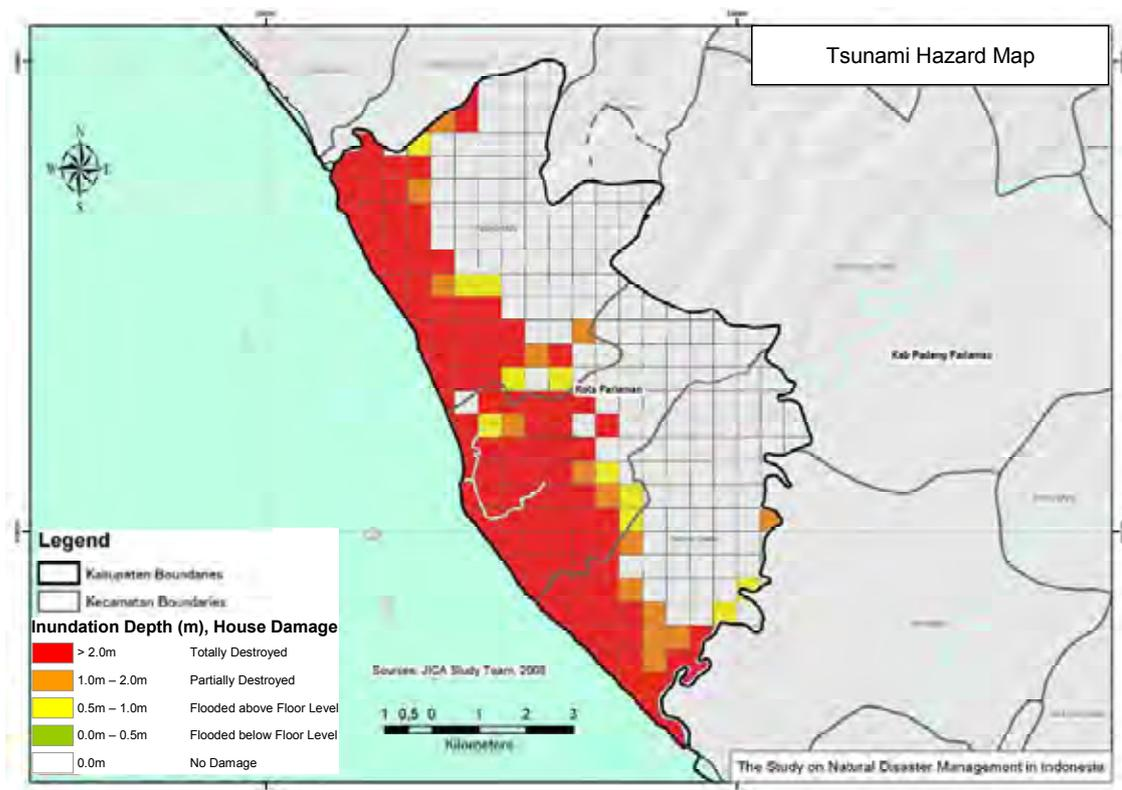 Tsunami Hazard Map
N
W E
S
Kab Padang Pariaman
Kota Pariaman
Legend
Kabupaten Boundaries
Kecamatan Boundaries
Inundation Depth (m), House Damage
> 2.0m Totally Destroyed
1.0m – 2.0m Partially Destroyed
0.5m – 1.0m Flooded above Floor Level
0.0m – 0.5m Flooded below Floor Level
0.0m No Damage
Sources: JICA Study Team, 2008
1 0,5 0 1 2 3
Kilometers
The Study on Natural Disaster Management in Indonesia